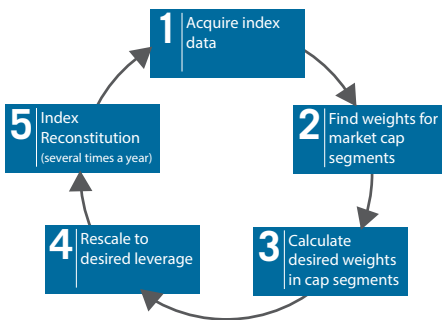 1 Acquire index
data
2 Find weights for
market cap
segments
3 Calculate
desired weights
in cap segments
4 Rescale to
desired leverage
5 Index
Reconstitution
(several times a year)